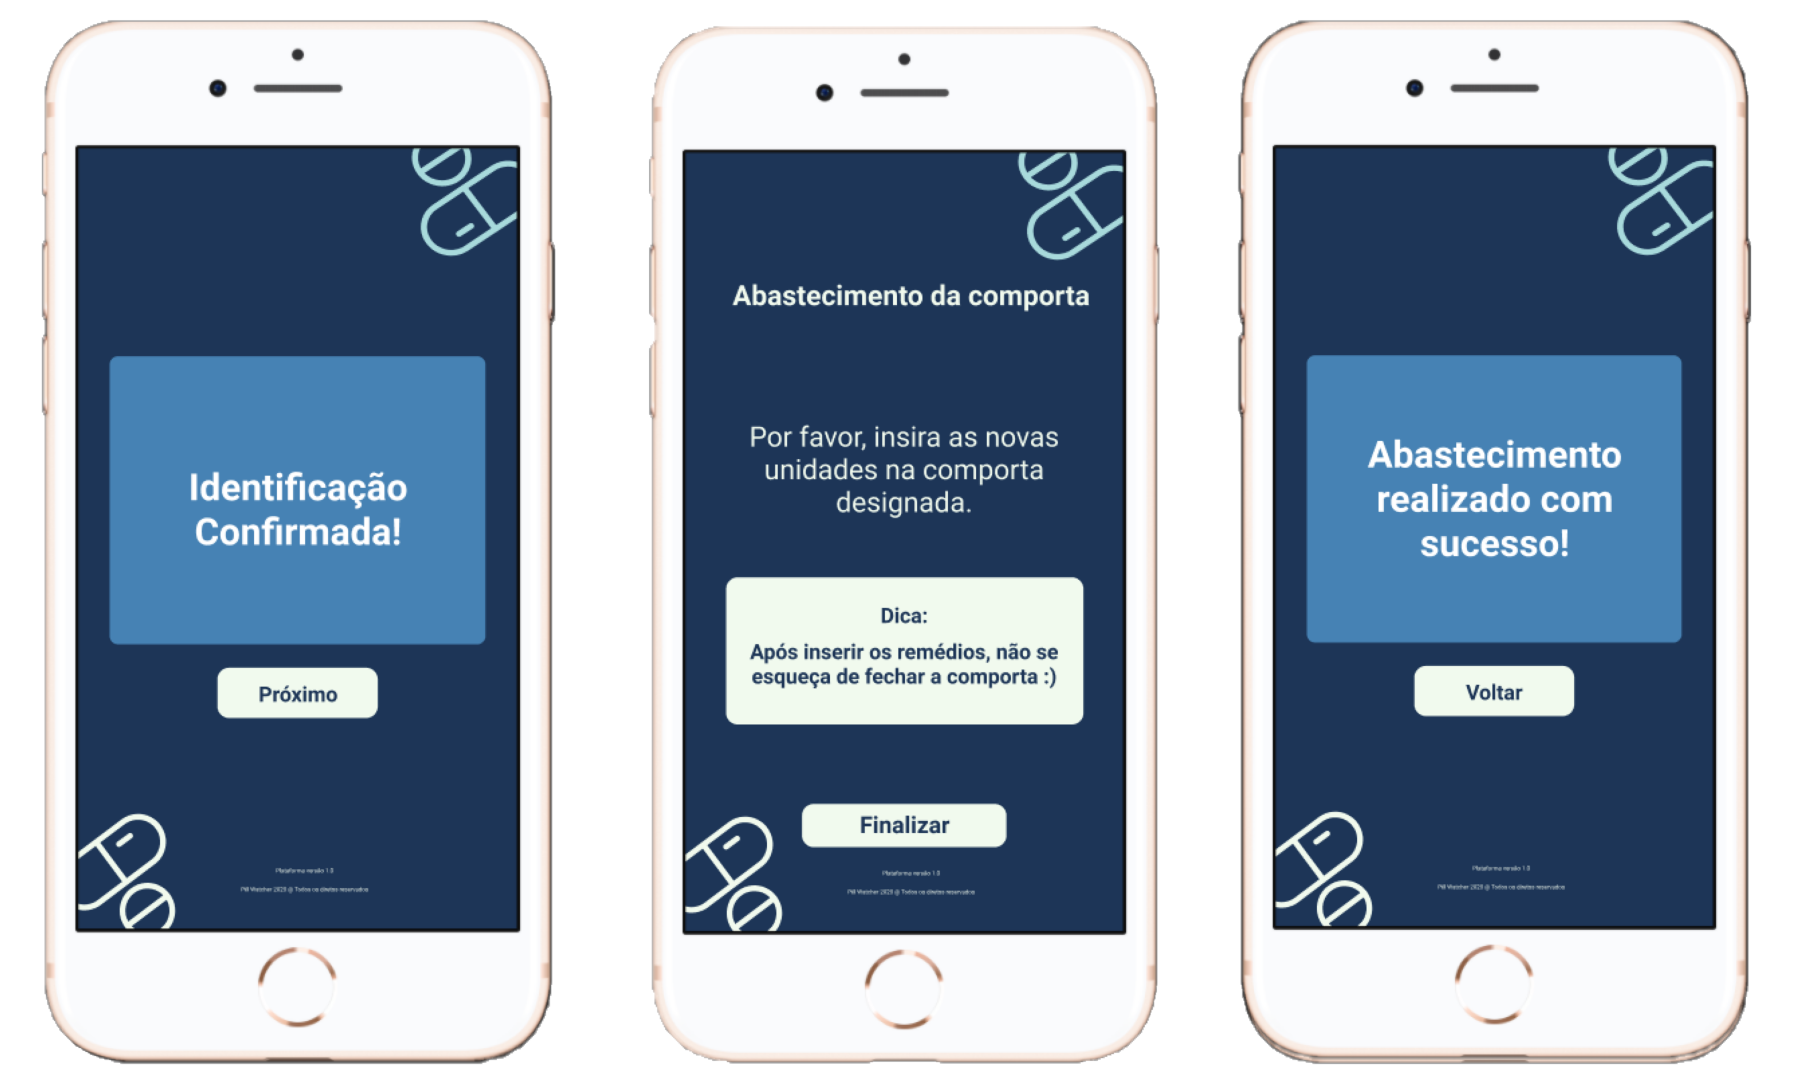 Identificação
Confirmada!
Próximo
Plataforma versão 1.0
Pill Watcher 2023 @ Todos os direitos reservados
Abastecimento da comporta
Por favor, insira as novas
unidades na comporta
designada.
Dica:
Após inserir os remédios, não se
esqueça de fechar a comporta :)
Finalizar
Plataforma versão 1.0
Pill Watcher 2023 @ Todos os direitos reservados
Abastecimento
realizado com
sucesso!
Voltar
Plataforma versão 1.0
Pill Watcher 2023 @ Todos os direitos reservados